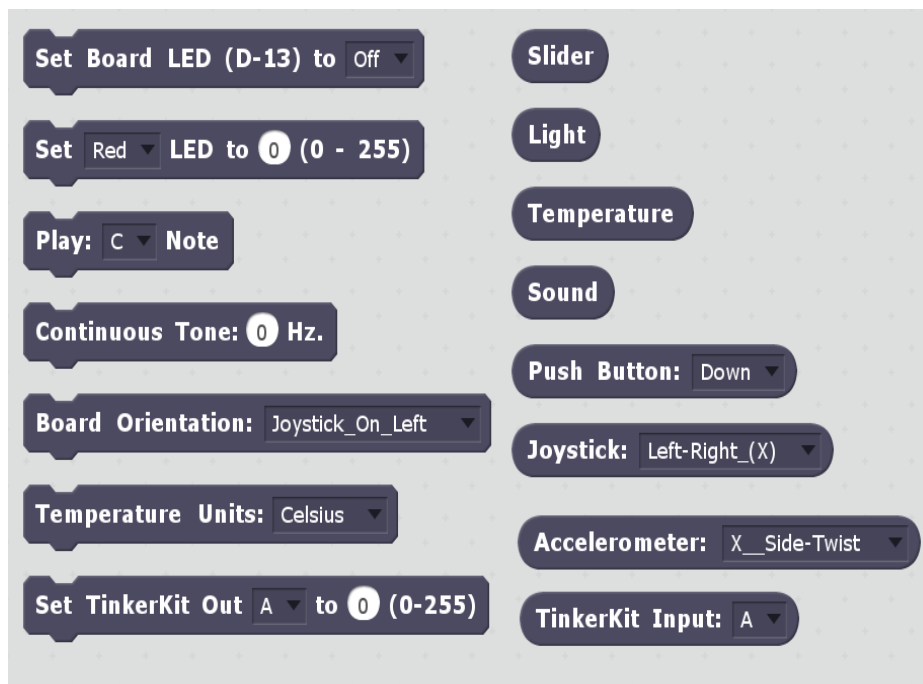 Set Board LED (D-13) to Off
Set Red LED to 0 (0 - 255)
Play: C Note
Continuous Tone: 0 Hz.
Board Orientation: Joystick_On_Left
Temperature Units: Celsius
Set TinkerKit Out A to 0 (0-255)
Slider
Light
Temperature
Sound
Push Button: Down
Joystick: Left-Right_(X)
Accelerometer: X__Side-Twist
TinkerKit Input: A